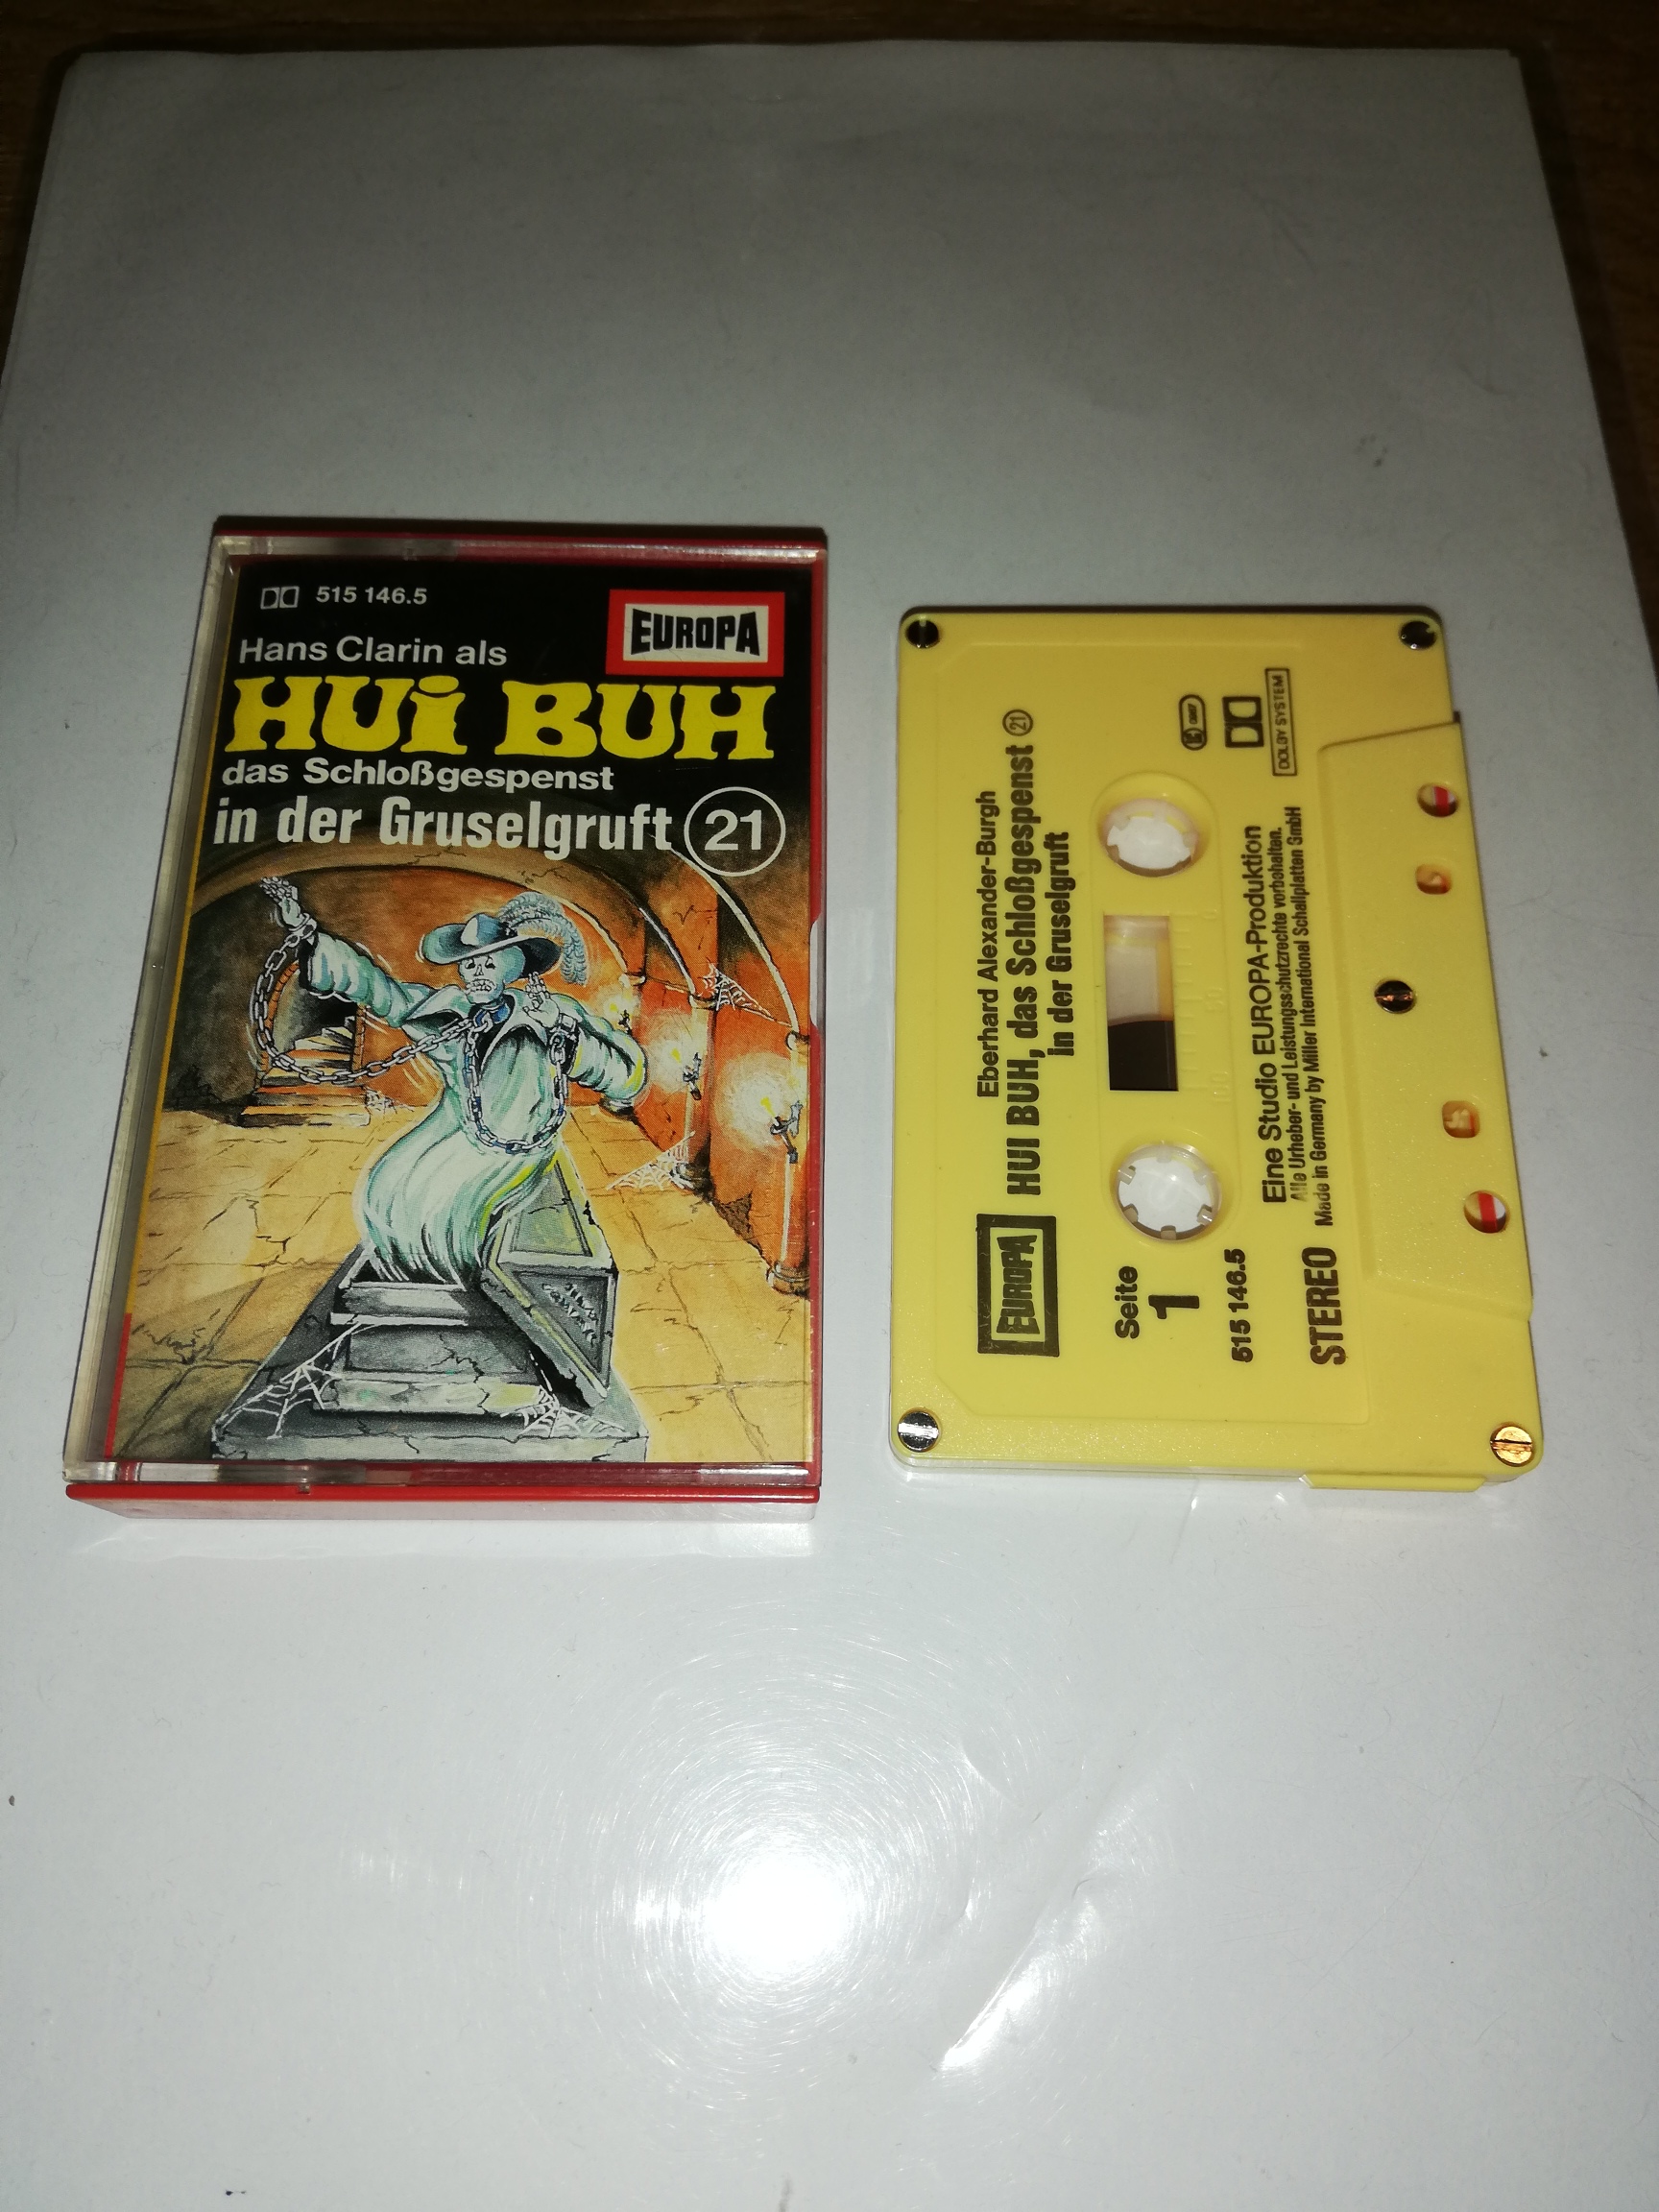 515 146.5
EUROPA
Hans Clarin als
HUi BUH
das Schloßgespenst
in der Gruselgruft 21
EUROPA
Eberhard Alexander-Burgh
HUI BUH, das Schloßgespenst 21
in der Gruselgruft
Seite
1
515 146.5
STEREO
Eine Studio EUROPA-Produktion
Alle Urheber- und Leistungsschutzrechte vorbehalten.
Made in Germany by Miller International Schallplatten GmbH
DOLBY SYSTEM